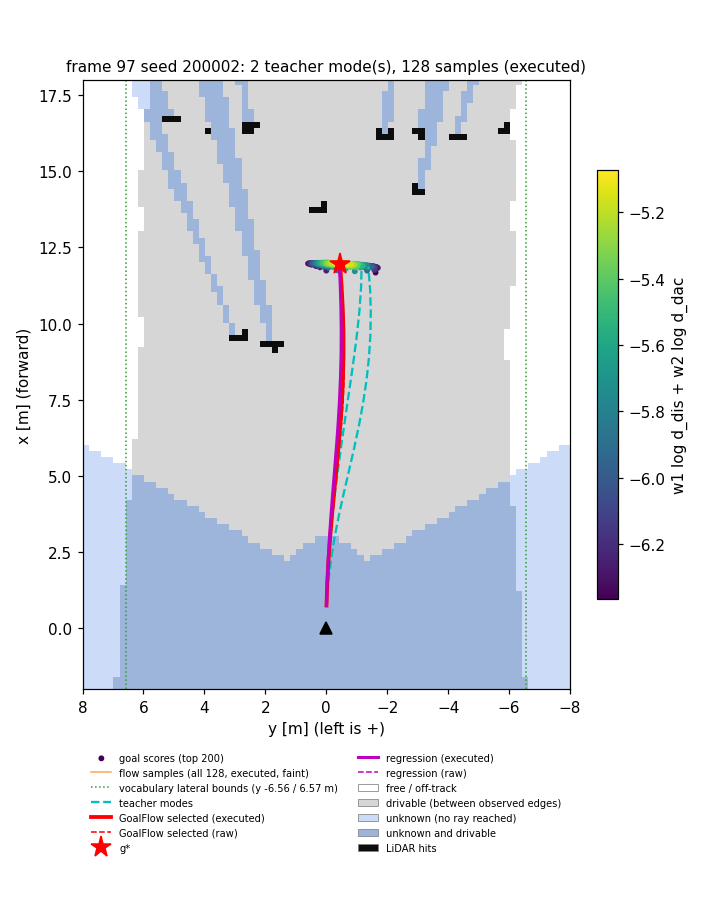 frame 97 seed 200002: 2 teacher mode(s), 128 samples (executed)
17.5
15.0
12.5
10.0
7.5
5.0
2.5
0.0
x [m] (forward)
8 6 4 2 0 −2 −4 −6 −8
y [m] (left is +)
−5.2
−5.4
−5.6
−5.8
−6.0
−6.2
w1 log d_dis + w2 log d_dac
goal scores (top 200)
flow samples (all 128, executed, faint)
vocabulary lateral bounds (y -6.56 / 6.57 m)
teacher modes
GoalFlow selected (executed)
GoalFlow selected (raw)
g*
regression (executed)
regression (raw)
free / off-track
drivable (between observed edges)
unknown (no ray reached)
unknown and drivable
LiDAR hits